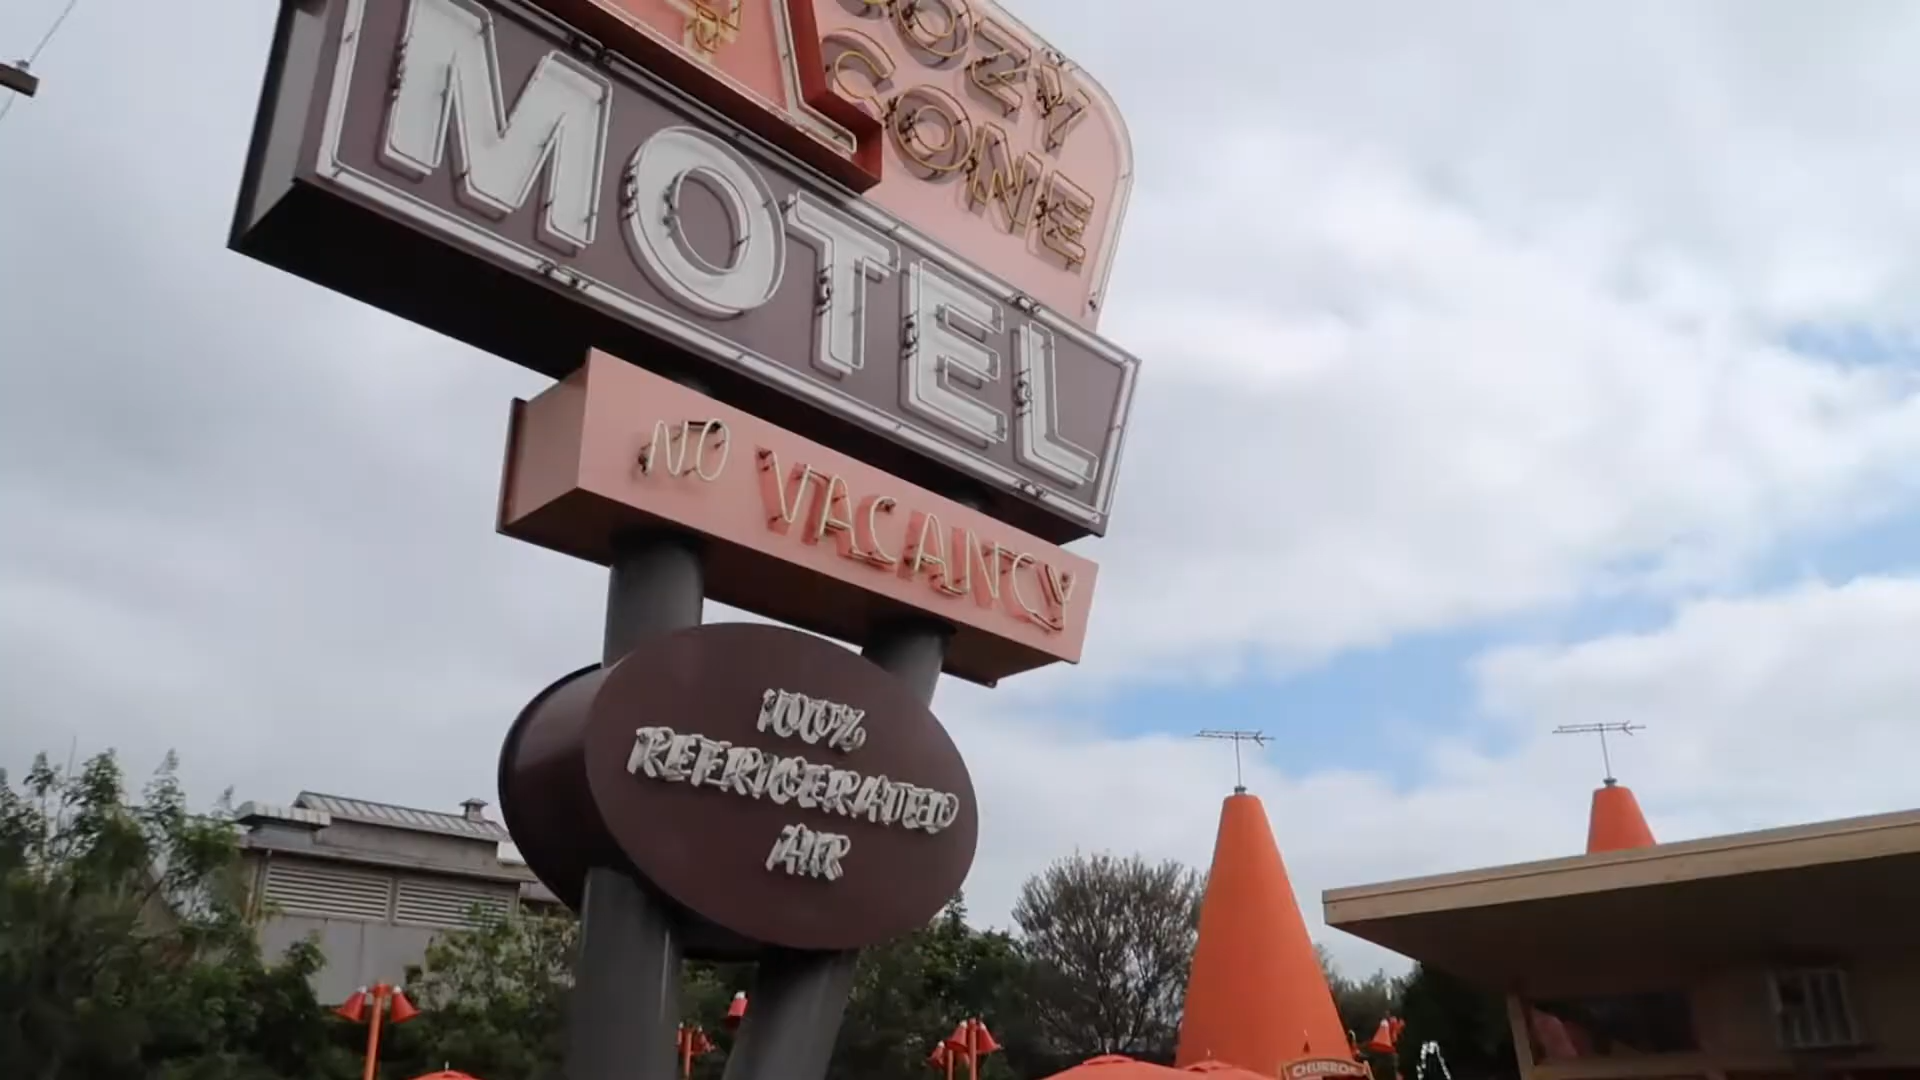 COZY
CONE
MOTEL
NO VACANCY
100%
REFRIGERATED
AIR
CHURROS